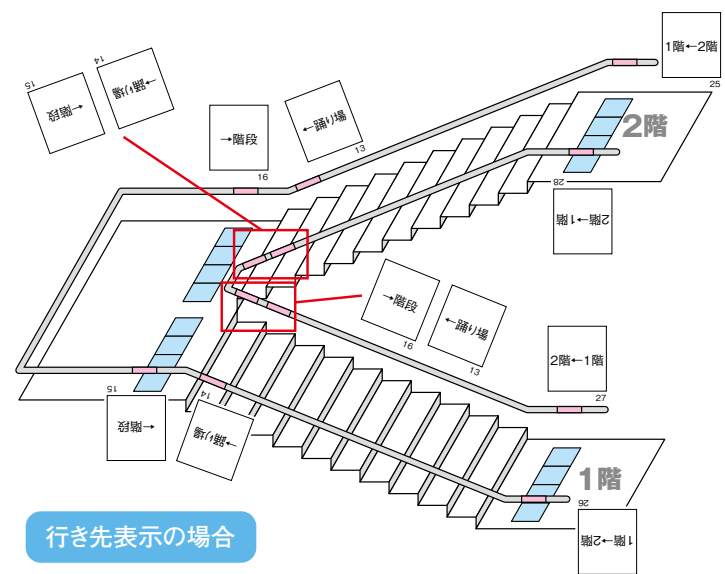 1階←2階
25
14
→踊り場
15
→階段
→階段
16
←踊り場
13
2階
28
2階→1階
→階段
16
←踊り場
13
2階←1階
27
15
→階段
14
→踊り場
1階
26
1階→2階
行き先表示の場合